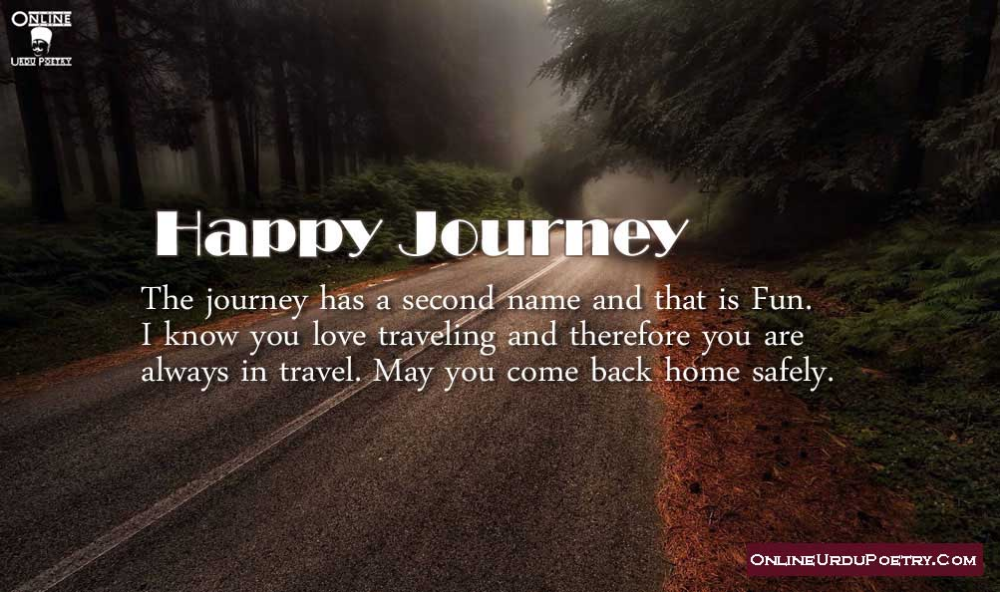 Online
Urdu Poetry
Happy Journey
The journey has a second name and that is Fun.
I know you love traveling and therefore you are
always in travel. May you come back home safely.
OnlineUrduPoetry.Com